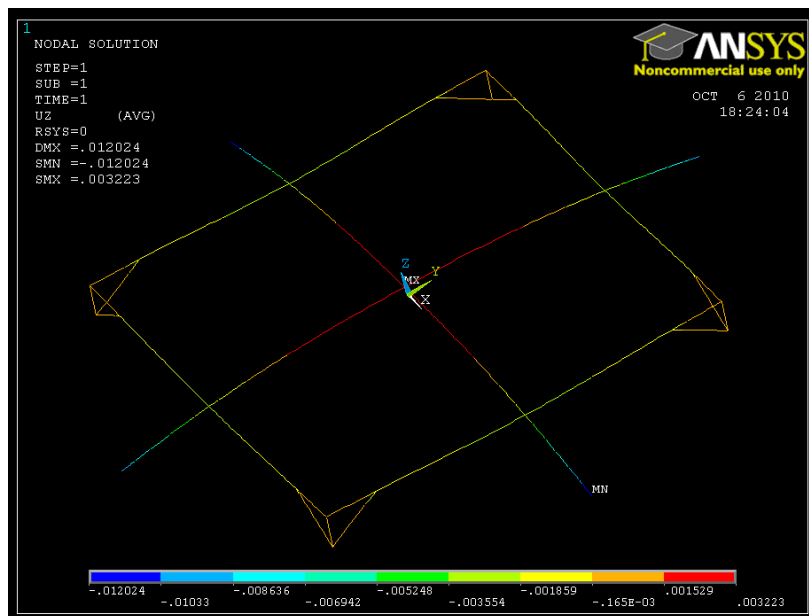 1
NODAL SOLUTION
STEP=1
SUB =1
TIME=1
UZ (AVG)
RSYS=0
DMX =.012024
SMN =-.012024
SMX =.003223
ANSYS
Noncommercial use only
OCT 6 2010
18:24:04
Z
MX
Y
X
MN
-.012024
-.01033
-.008636
-.006942
-.005248
-.003554
-.001859
-.165E-03
.001529
.003223